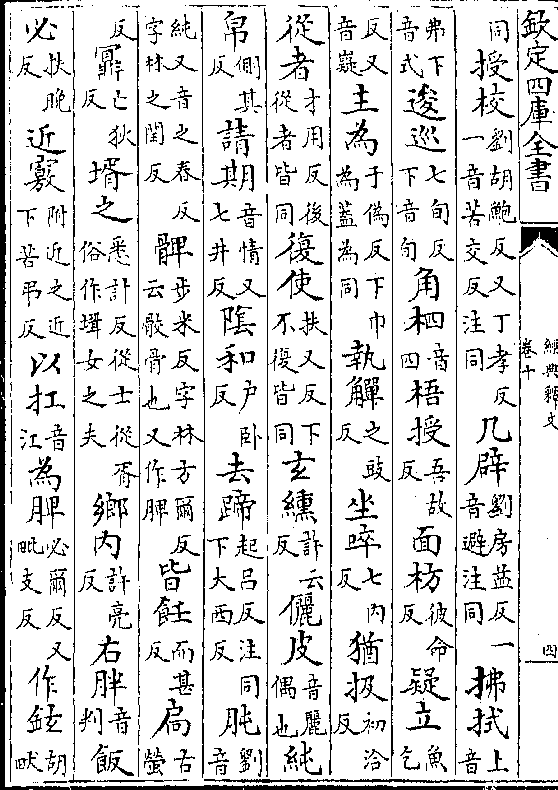 欽定四庫全書
經典釋文
卷十
四
同授校劉胡鮑反又丁孝反一音苦交反注同几辟劉房益反一音避注同拂拭上音
弗下音式逡巡七旬反下音旬角柶音四梧授吾故反面枋彼命反疑立魚乞
反又音嶷主為于偽反下巾為蓋為同執觶之豉反坐啐七内反猶扱初洽反
從者才用反後從者皆同復使扶又反下不復皆同玄纁許云反儷皮音麗偶也純
帛側其反請期音情又七井反陰和户卧反去蹄起吕反注同下大西反肫劉音
純又音之春反字林之閏反髀步米反字林方爾反云骰骨也又作脾皆飪而甚反扃古螢
反鼏亡狄反壻之悉計反從士從胥俗作女之夫鄉内許亮反右胖音判飯
必扶晚反近竅附近之近下苦弔反以扛音江為脾必爾反又毗支反作鉉胡畎